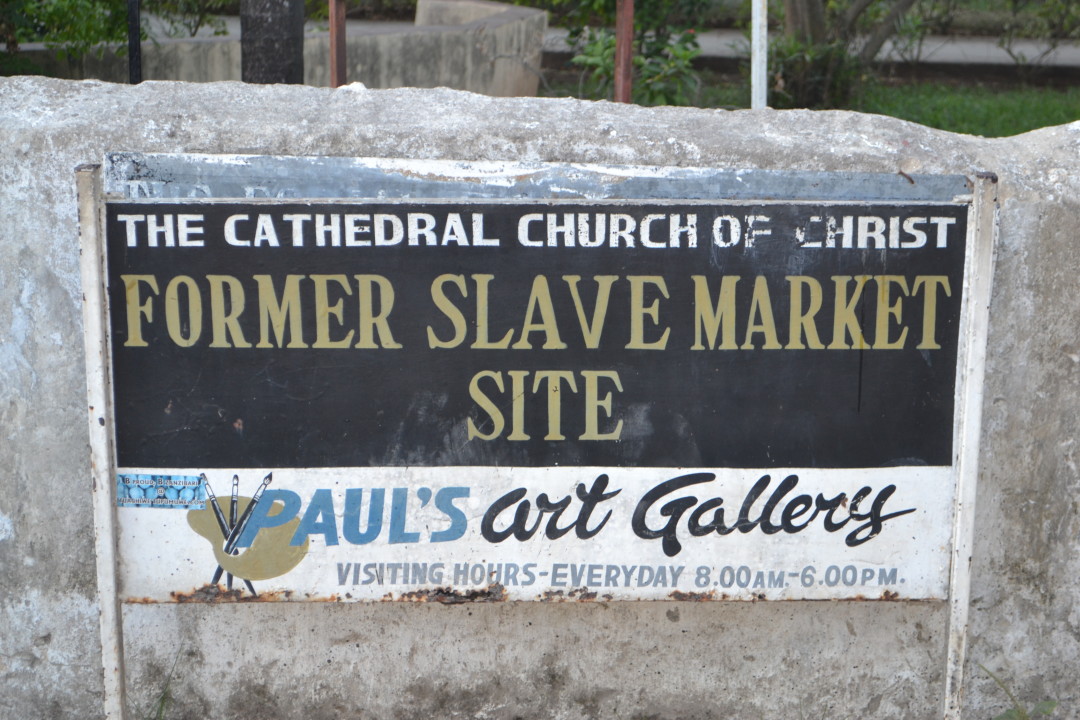 THE CATHEDRAL CHURCH OF CHRIST
FORMER SLAVE MARKET
SITE
PAUL'S art Gallery
VISITING HOURS-EVERYDAY 8.00AM.-6.00PM.